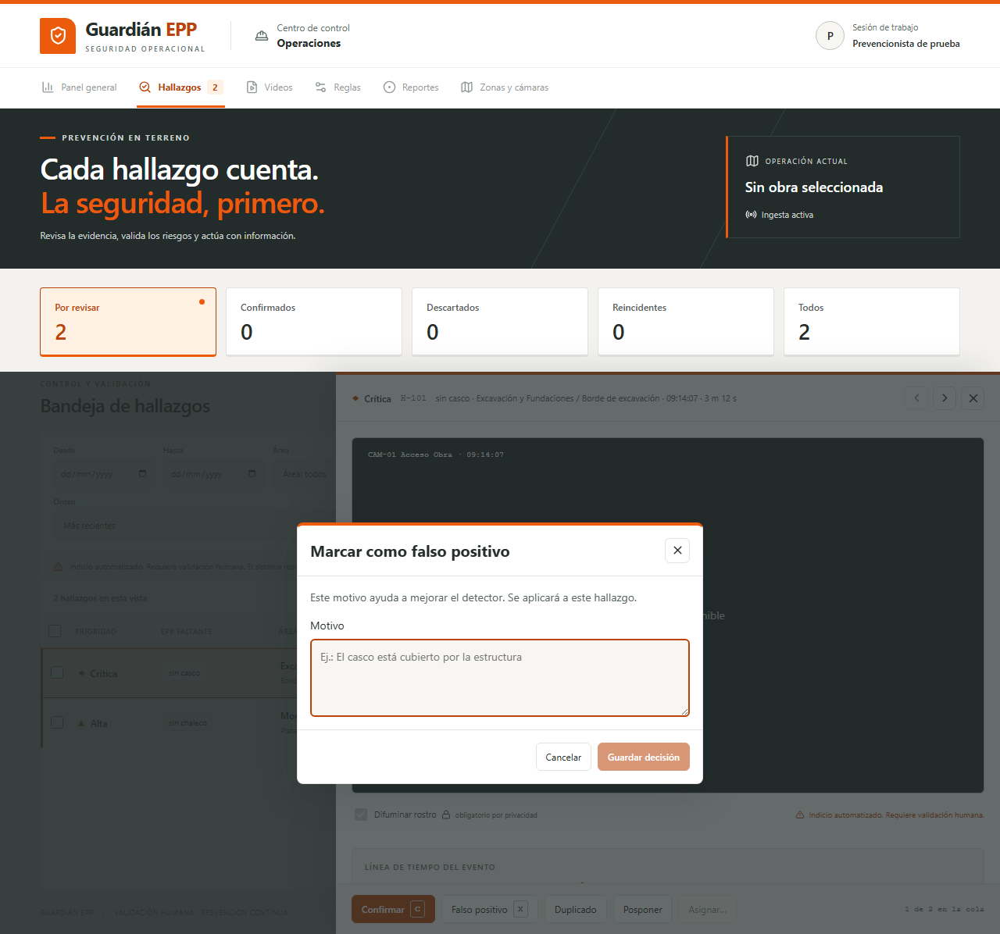 Guardián EPP
SEGURIDAD OPERACIONAL
Centro de control
Operaciones
P
Sesión de trabajo
Prevencionista de prueba
Panel general
Hallazgos 2
Videos
Reglas
Reportes
Zonas y cámaras
PREVENCIÓN EN TERRENO
Cada hallazgo cuenta.
La seguridad, primero.
Revisa la evidencia, valida los riesgos y actúa con información.
OPERACIÓN ACTUAL
Sin obra seleccionada
Ingesta activa
Por revisar
2
Confirmados
0
Descartados
0
Reincidentes
0
Todos
2
CONTROL Y VALIDACIÓN
Bandeja de hallazgos
Desde
Hasta
Área
dd/mm/yyyy
dd/mm/yyyy
Área: todos
Orden
Más recientes
Indicio automatizado. Requiere validación humana. El sistema
2 hallazgos en esta vista
PRIORIDAD
EPP FALTANTE
Crítica
sin casco
Alta
sin chaleco
GUARDIÁN EPP / VALIDACIÓN HUMANA · PREVENCIÓN CONTINUA
Crítica H-101 sin casco · Excavación y Fundaciones / Borde de excavación · 09:14:07 · 3 m 12 s
CAM-01 Acceso Obra · 09:14:07
Marcar como falso positivo
Este motivo ayuda a mejorar el detector. Se aplicará a este hallazgo.
Motivo
Ej.: El casco está cubierto por la estructura
Cancelar
Guardar decisión
Difuminar rostro
obligatorio por privacidad
Indicio automatizado. Requiere validación humana.
LÍNEA DE TIEMPO DEL EVENTO
Confirmar C
Falso positivo X
Duplicado
Posponer
Asignar...
1 de 2 en la cola